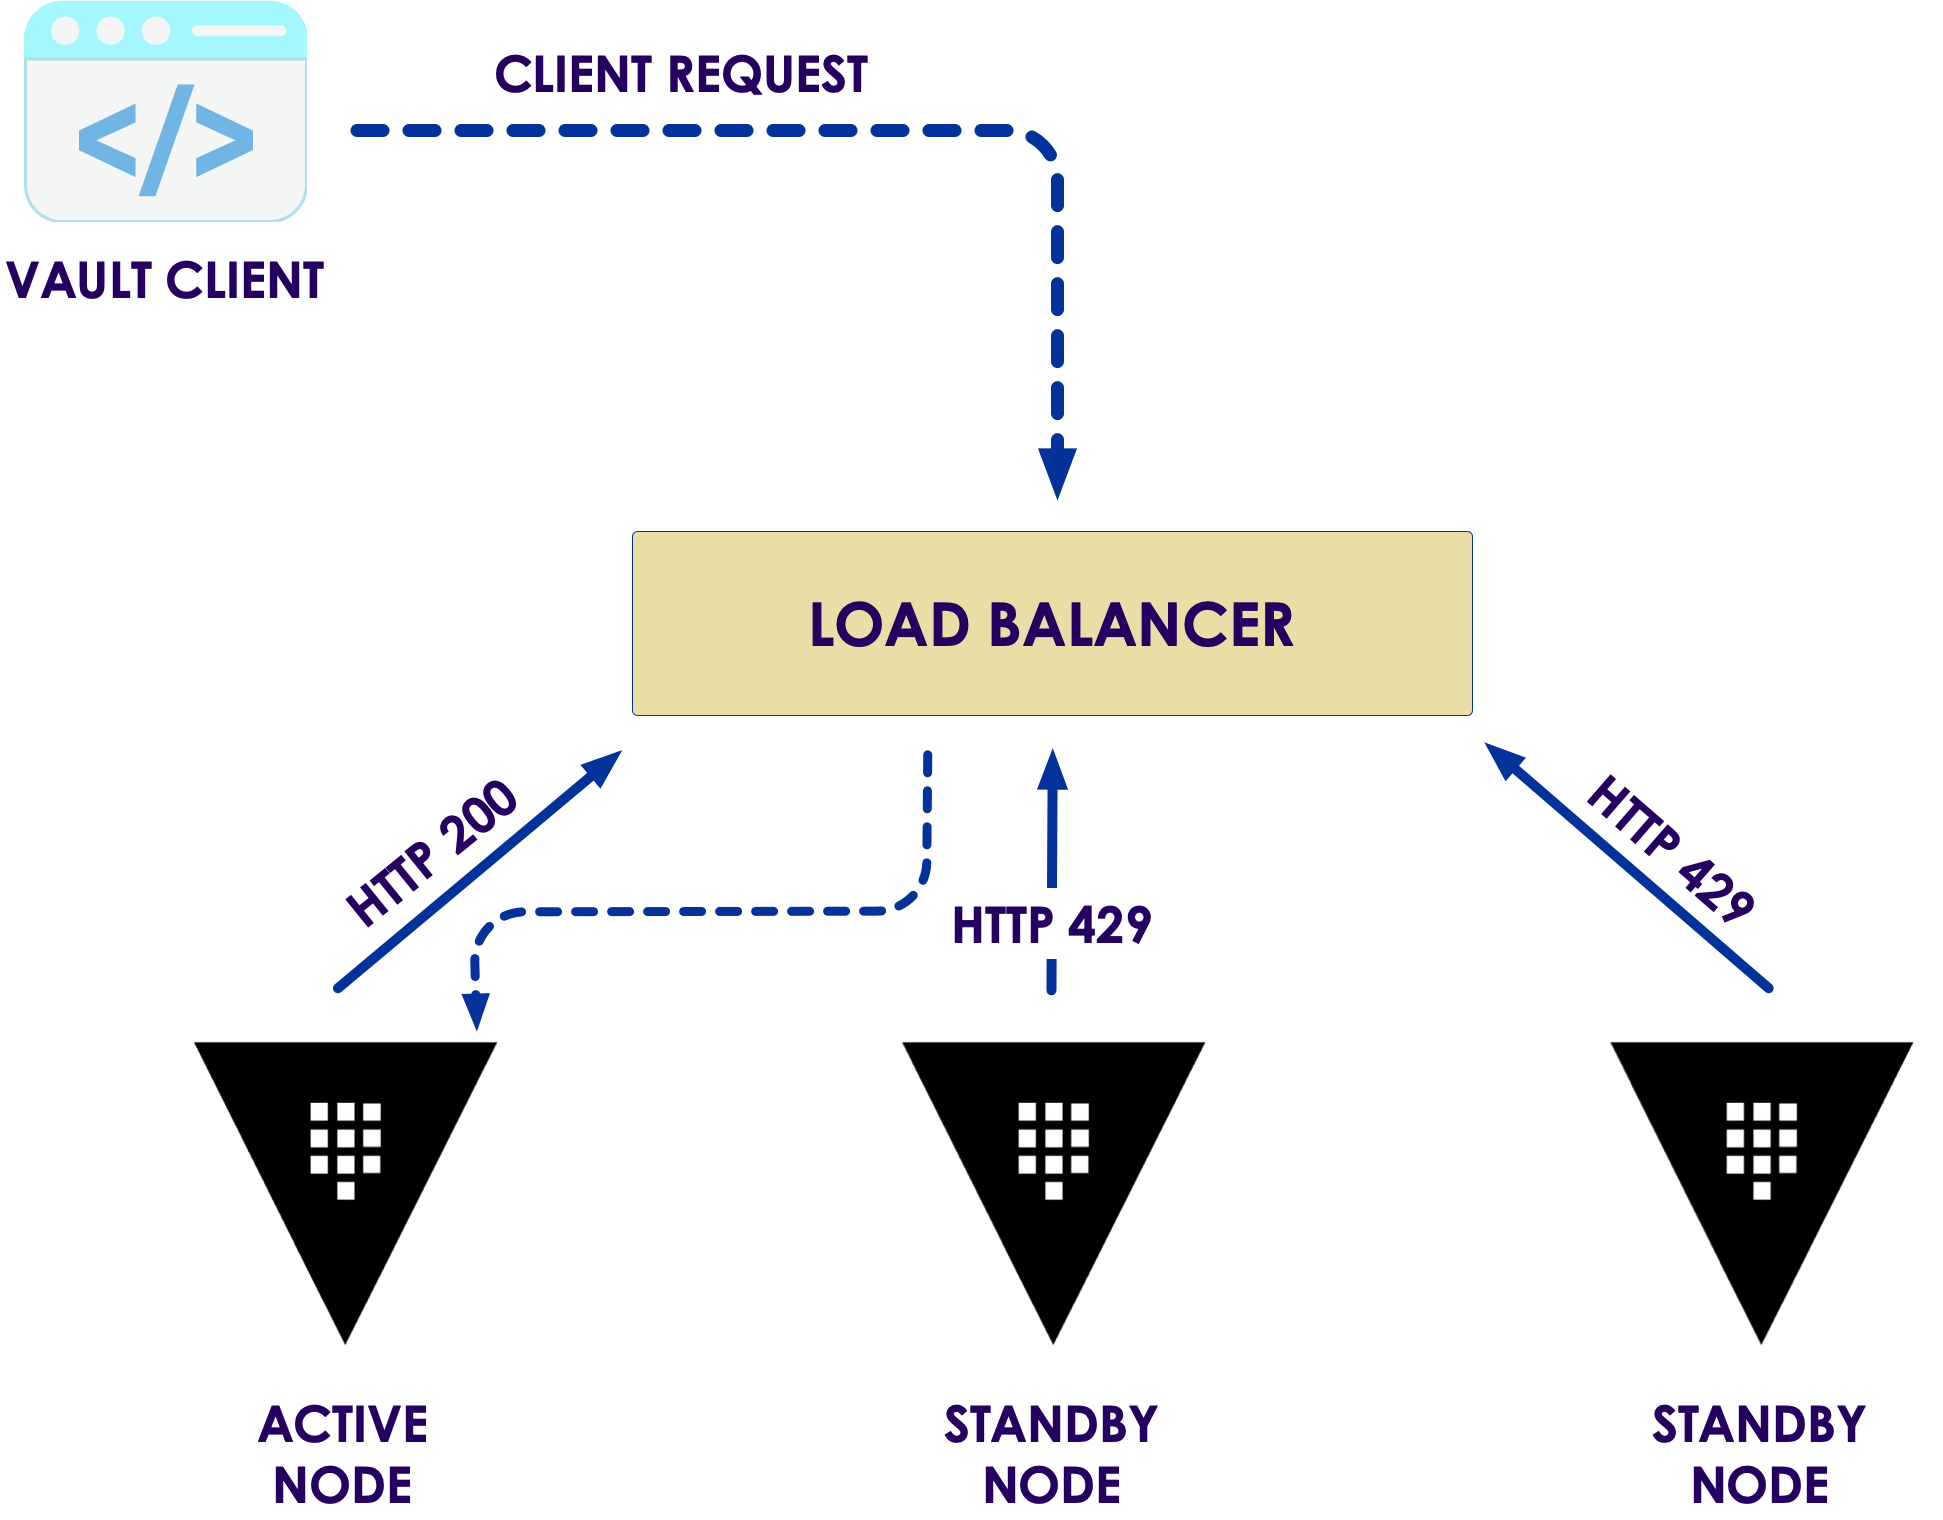 CLIENT REQUEST
VAULT CLIENT
LOAD BALANCER
HTTP 200
HTTP 429
HTTP 429
ACTIVE
NODE
STANDBY
NODE
STANDBY
NODE